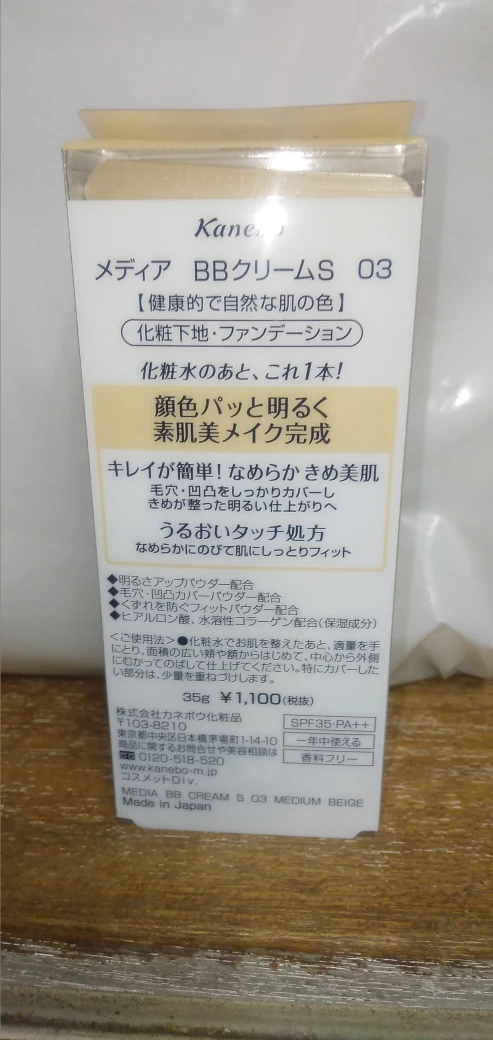 Kanebo
メディア BBクリームS 03
【健康的で自然な肌の色】
化粧下地・ファンデーション
化粧水のあと、これ1本!
顔色パッと明るく
素肌美メイク完成
キレイが簡単!なめらか きめ美肌
毛穴・凹凸をしっかりカバーし
きめが整った明るい仕上がりへ
うるおいタッチ処方
なめらかにのびて肌にしっとりフィット
◆明るさアップパウダー配合
◆毛穴・凹凸カバーパウダー配合
◆くずれを防ぐフィットパウダー配合
◆ヒアルロン酸、水溶性コラーゲン配合(保湿成分)
<ご使用法>●化粧水でお肌を整えたあと、適量を手
にとり、面積の広い頬や額からはじめて、中心から外側
にむかってのばして仕上げてください。特にカバーした
い部分は、少量を重ねづけします。
35g ¥1,100(税抜)
株式会社カネボウ化粧品
〒103-8210
東京都中央区日本橋茅場町1-14-10
商品に関するお問合せや美容相談は
0120-518-520
www.kanebo-m.jp
コスメットDiv.
SPF35・PA++
一年中使える
香料フリー
MEDIA BB CREAM S 03 MEDIUM BEIGE
Made in Japan